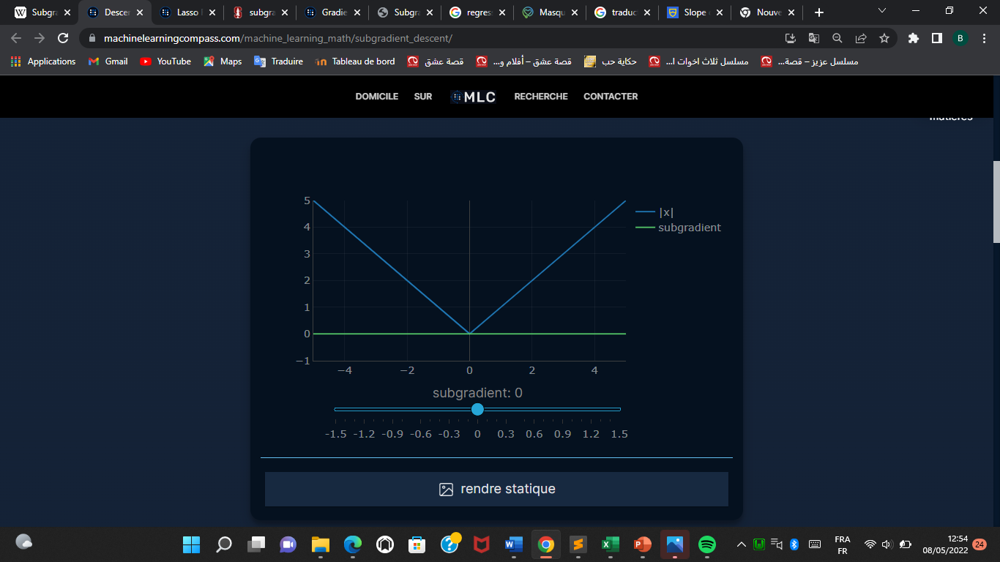 Subgra
Descer
Lasso
subgra
Gradie
Subgra
regres
Masqu
traduc
Slope
Nouve
machinelearningcompass.com/machine_learning_math/subgradient_descent/
B
Applications
Gmail
YouTube
Maps
Traduire
Tableau de bord
قصة عشق
قصة عشق – أفلام و...
حكاية حب
مسلسل ثلاث اخوات ا...
مسلسل عزيز – قصة...
DOMICILE
SUR
MLC
RECHERCHE
CONTACTER
matières
5
4
3
2
1
0
−1
−4
−2
0
2
4
|x|
subgradient
subgradient: 0
-1.5 -1.2 -0.9 -0.6 -0.3 0 0.3 0.6 0.9 1.2 1.5
rendre statique
FRA
FR
12:54
08/05/2022
24